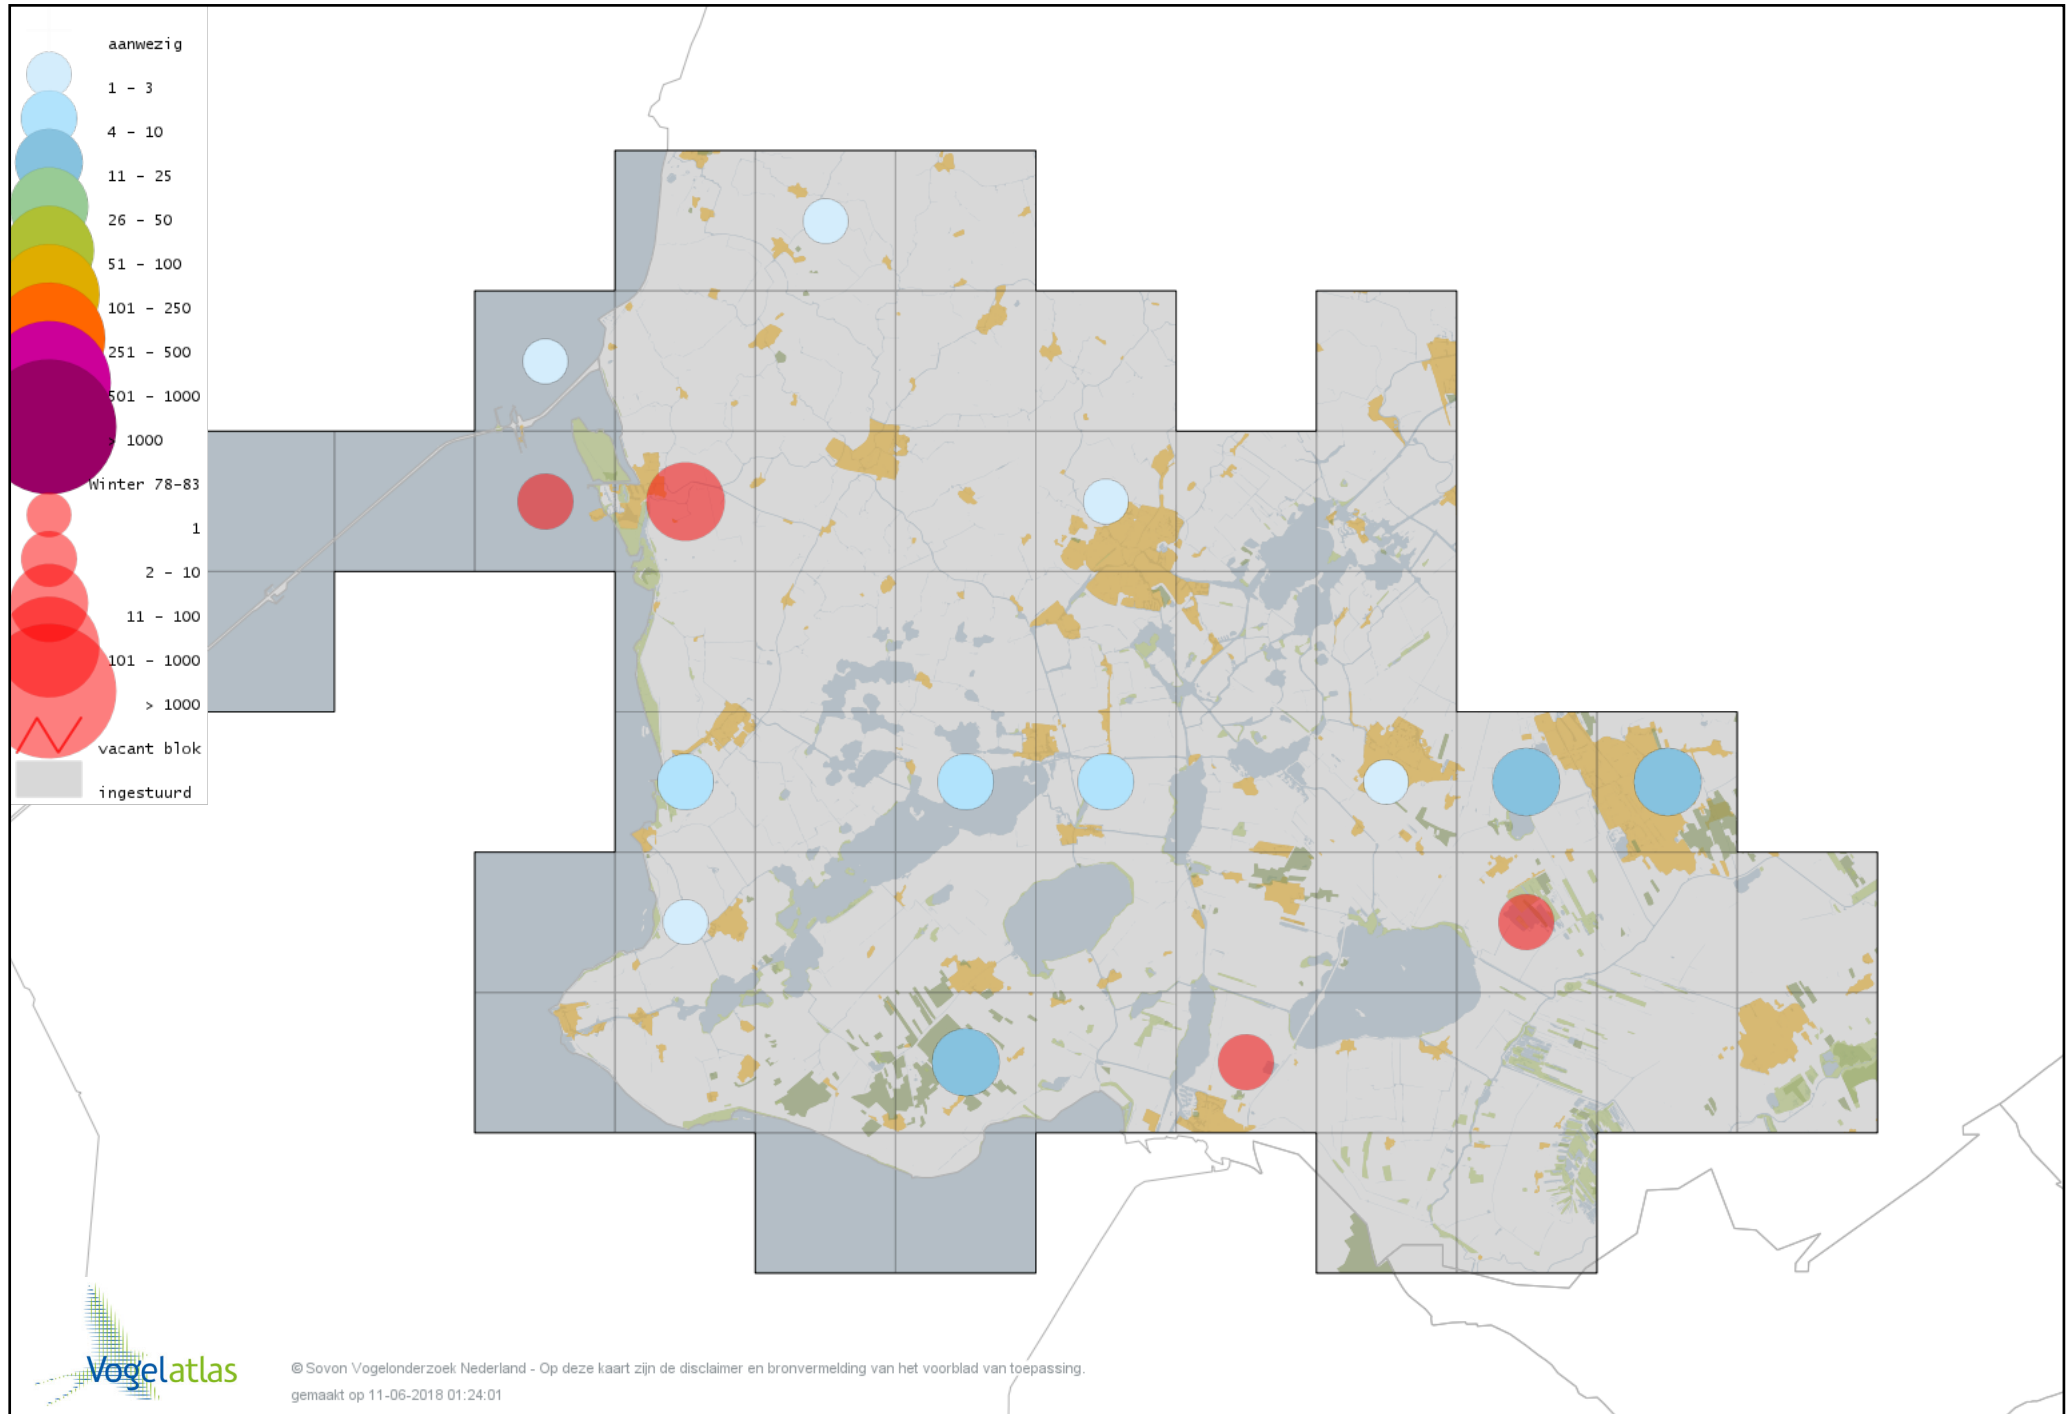 aanwezig
1 - 3
4 - 10
11 - 25
26 - 50
51 - 100
101 - 250
251 - 500
501 - 1000
> 1000
Winter 78-83
1
2 - 10
11 - 100
101 - 1000
> 1000
vacant blok
ingestuurd
Vogelatlas
© Sovon Vogelonderzoek Nederland - Op deze kaart zijn de disclaimer en bronvermelding van het voorblad van toepassing.
gemaakt op 11-06-2018 01:24:01